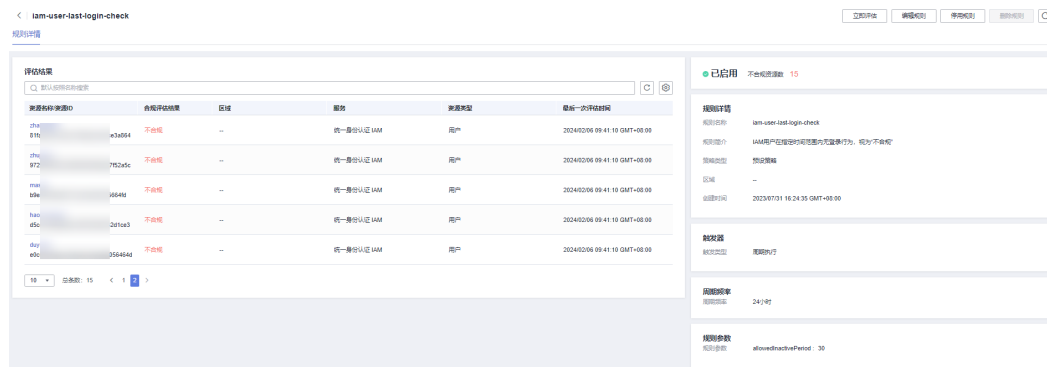 iam-user-last-login-check
立即评估 编辑规则 停用规则 删除规则
规则详情
评估结果
默认按照名称搜索
资源名称/资源ID 合规评估结果 区域 服务 资源类型 最后一次评估时间
zha
81f e3a864 不合规 -- 统一身份认证 IAM 用户 2024/02/06 09:41:10 GMT+08:00
zhu
972 7f52a5c 不合规 -- 统一身份认证 IAM 用户 2024/02/06 09:41:10 GMT+08:00
ma
b9e 664fd 不合规 -- 统一身份认证 IAM 用户 2024/02/06 09:41:10 GMT+08:00
hao
d5c 2d1ce3 不合规 -- 统一身份认证 IAM 用户 2024/02/06 09:41:10 GMT+08:00
duy
e0c 356464d 不合规 -- 统一身份认证 IAM 用户 2024/02/06 09:41:10 GMT+08:00
10 总条数: 15 < 1 2 >
已启用 不合规资源数 15
规则详情
规则名称 iam-user-last-login-check
规则简介 IAM用户在指定时间范围内无登录行为，视为“不合规”
策略类型 预设策略
区域 --
创建时间 2023/07/31 16:24:35 GMT+08:00
触发器
触发类型 周期执行
周期频率
周期频率 24小时
规则参数
规则参数 allowedInactivePeriod : 30